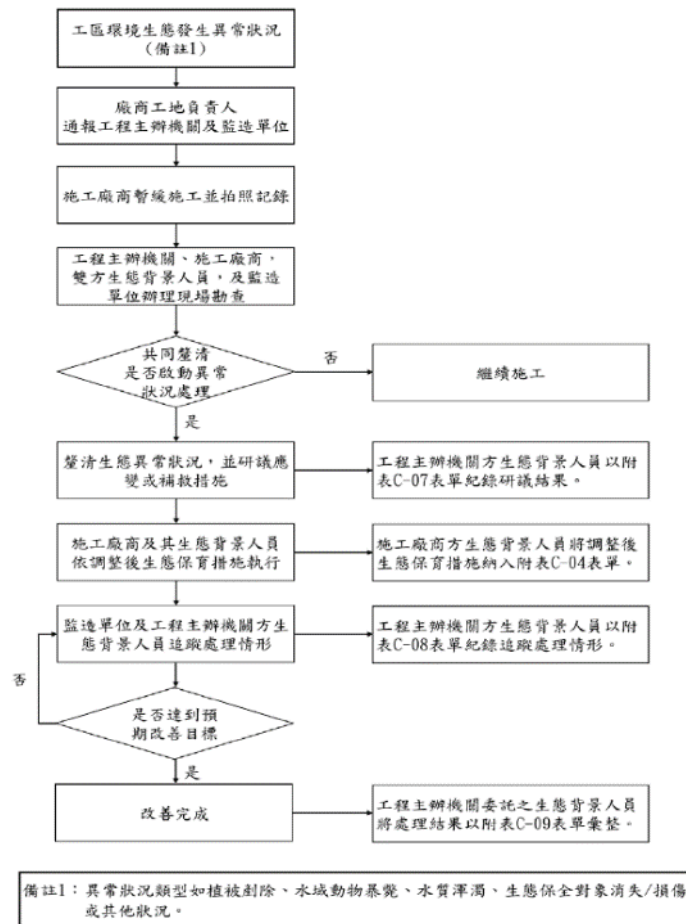 工區環境生態發生異常狀況
(備註1)
廠商工地負責人
通報工程主辦機關及監造單位
施工廠商暫緩施工並拍照記錄
工程主辦機關、施工廠商,
雙方生態背景人員,及監造
單位辦理現場勘查
共同釐清
是否啟動異常
狀況處理
否
繼續施工
是
釐清生態異常狀況,並研議應
變或補救措施
工程主辦機關方生態背景人員以附
表C-07表單紀錄研議結果。
施工廠商及其生態背景人員
依調整後生態保育措施執行
施工廠商方生態背景人員將調整後
生態保育措施納入附表C-04表單。
監造單位及工程主辦機關方生
態背景人員追蹤處理情形
工程主辦機關方生態背景人員以附
表C-08表單紀錄追蹤處理情形。
否
是否達到預
期改善目標
是
改善完成
工程主辦機關委託之生態背景人員
將處理結果以附表C-09表單彙整。
備註1:異常狀況類型如植被剷除、水域動物暴斃、水質渾濁、生態保全對象消失/損傷
或其他狀況。